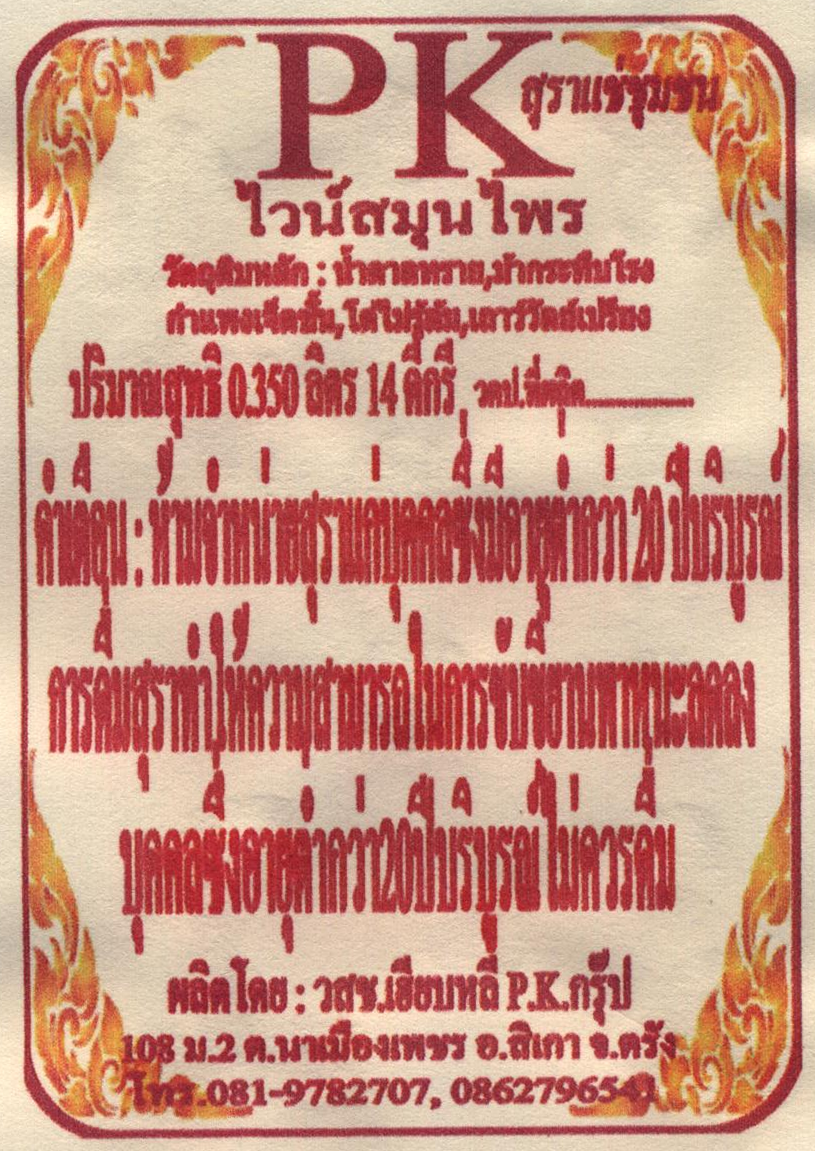 PK
สุราแช่ชุมชน
ไวน์สมุนไพร
วัตถุดิบหลัก : น้ำตาลทราย,ม้ากระทืบโรง
กำแพงเจ็ดชั้น,โด่ไม่รู้ล้ม,เถาว์วัลย์เปรียง
ปริมาณสุทธิ 0.350 ลิตร 14 ดีกรี วดป.ที่ผลิต...............
คำเตือน : ห้ามจำหน่ายสุราแก่บุคคลซึ่งมีอายุต่ำกว่า 20 ปีบริบูรณ์
การดื่มสุราทำให้ความสามารถในการขับขี่ยานพาหนะลดลง
บุคคลซึ่งอายุต่ำกว่า20ปีบริบูรณ์ไม่ควรดื่ม
ผลิตโดย : วสช.เฮียบหลี P.K.กรุ๊ป
108 ม.2 ต.นาเมืองเพชร อ.สิเกา จ.ตรัง
โทร.081-9782707, 0862796541